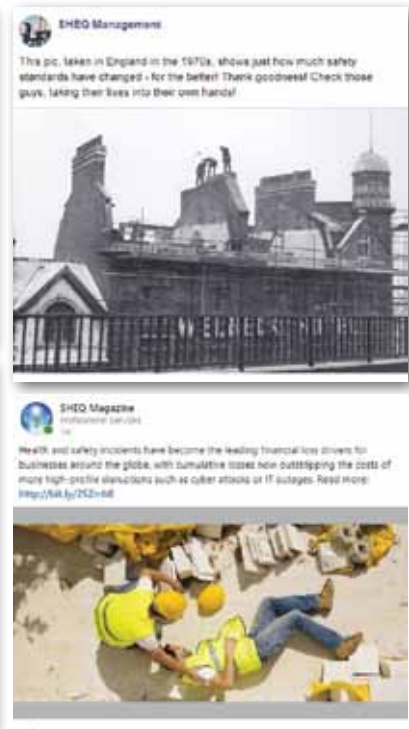 SHEQ Management
This pic, taken in England in the 1970s, shows just how much safety
standards have changed - for the better! Thank goodness! Check those
guys, taking their lives into their own hands!
SHEQ Magazine
Health and safety incidents have become the leading financial loss drivers for
businesses around the globe, with cumulative losses now outstripping the costs of
more high-profile disruptions such as cyber attacks or IT outages. Read more: